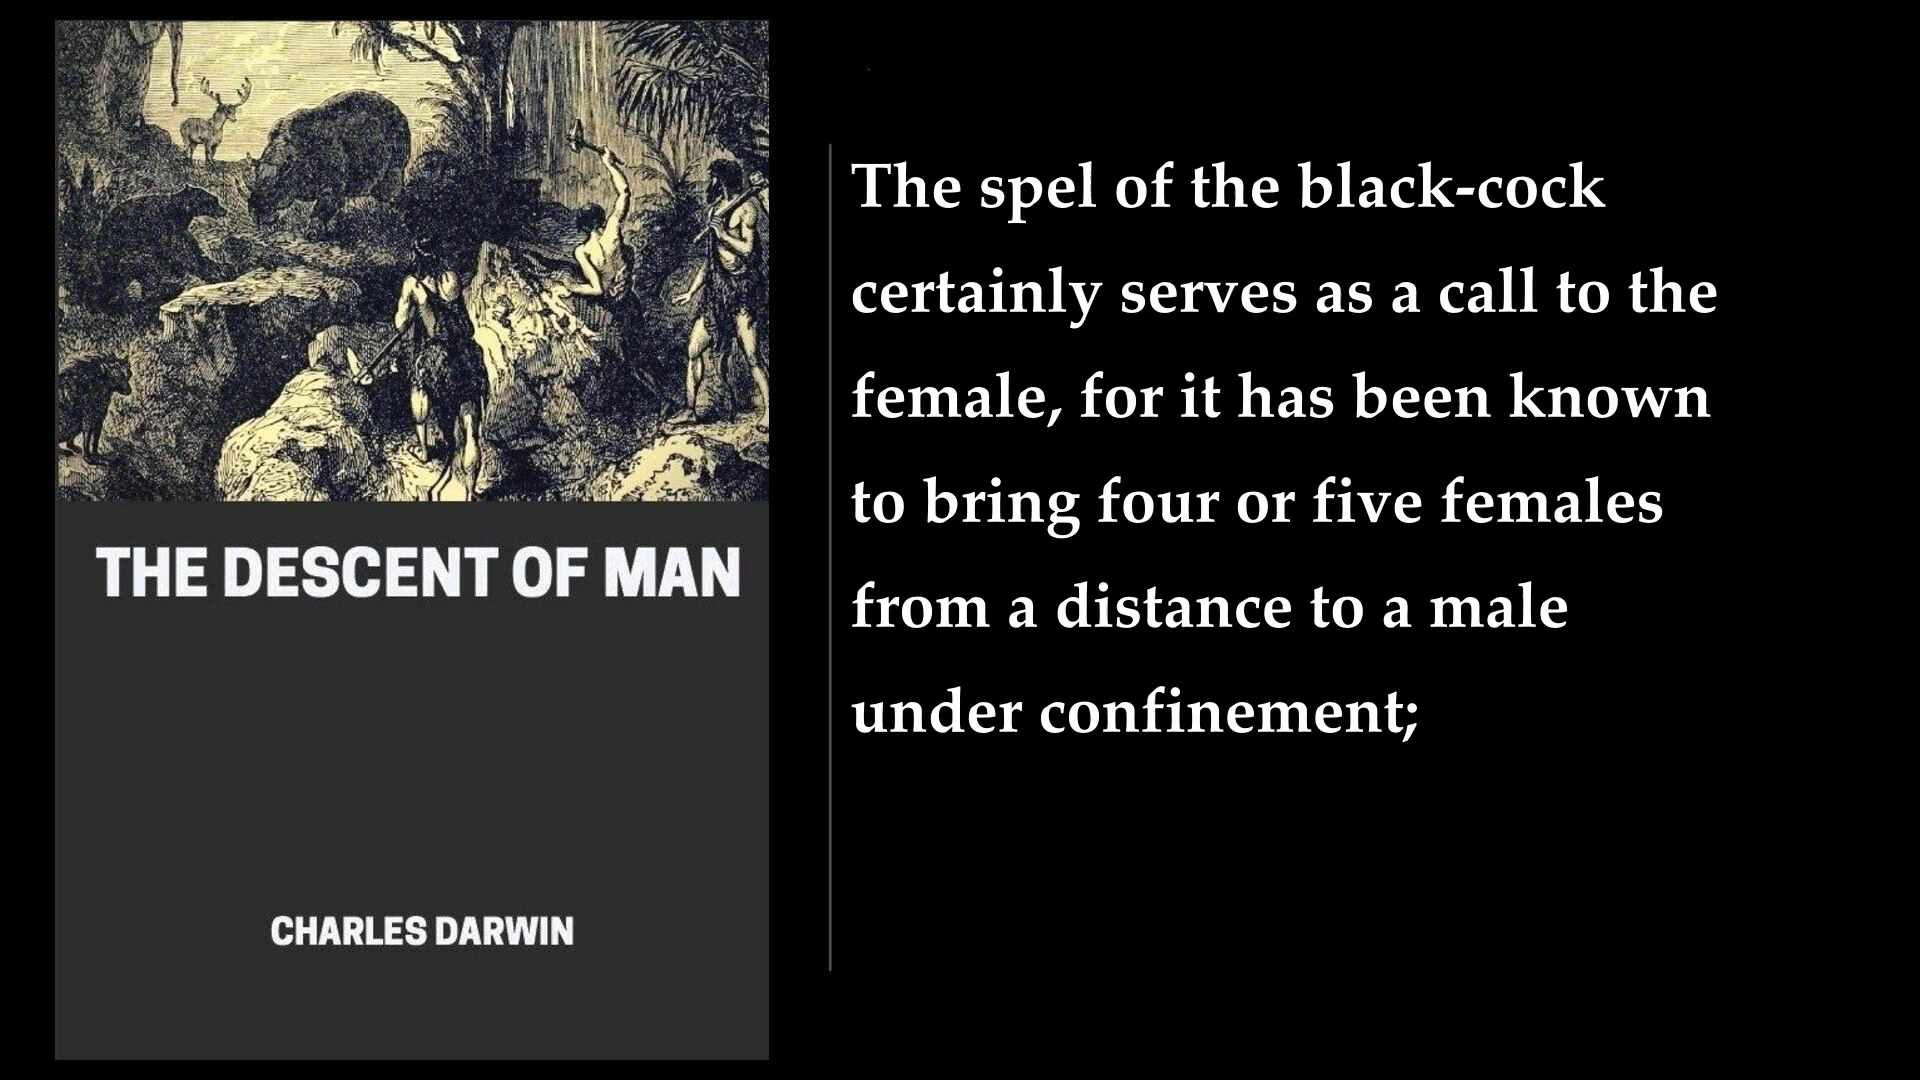 THE DESCENT OF MAN
CHARLES DARWIN
The spel of the black-cock
certainly serves as a call to the
female, for it has been known
to bring four or five females
from a distance to a male
under confinement;